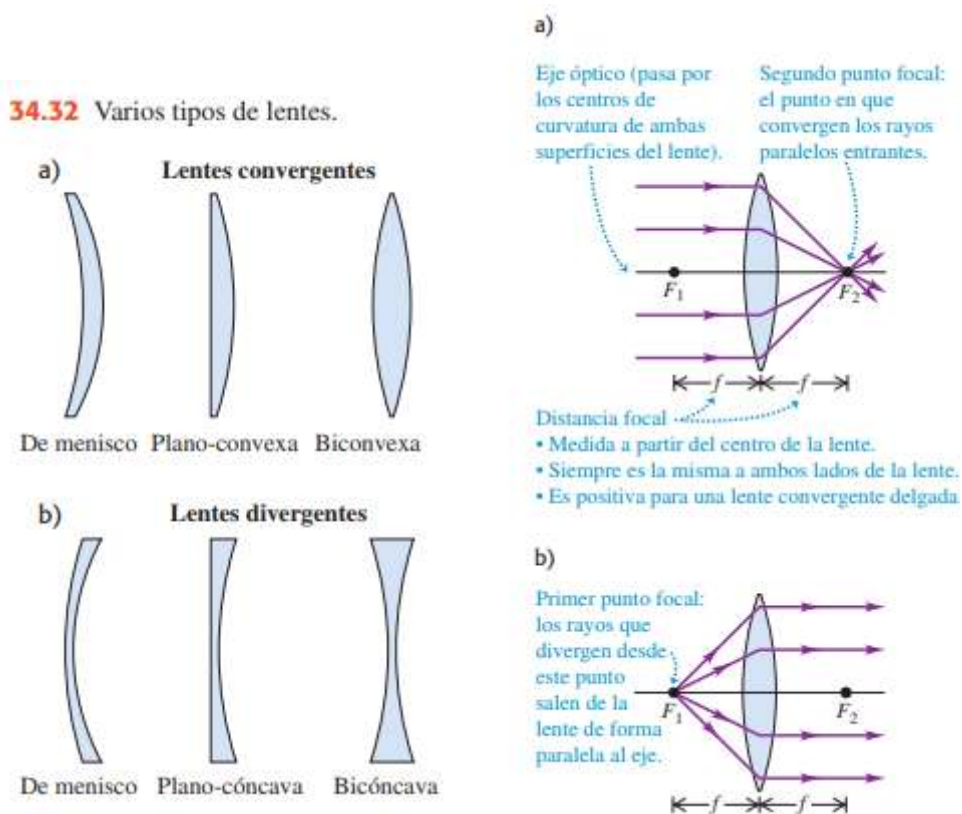 34.32 Varios tipos de lentes.
a)
Lentes convergentes
De menisco Plano-convexa Biconvexa
b)
Lentes divergentes
De menisco Plano-cóncava Bicóncava
a)
Eje óptico (pasa por
los centros de
curvatura de ambas
superficies del lente).
Segundo punto focal:
el punto en que
convergen los rayos
paralelos entrantes.
F1
F2
f
f
Distancia focal
• Medida a partir del centro de la lente.
• Siempre es la misma a ambos lados de la lente.
• Es positiva para una lente convergente delgada
b)
Primer punto focal:
los rayos que
divergen desde
este punto
salen de la
lente de forma
paralela al eje.
F1
F2
f
f